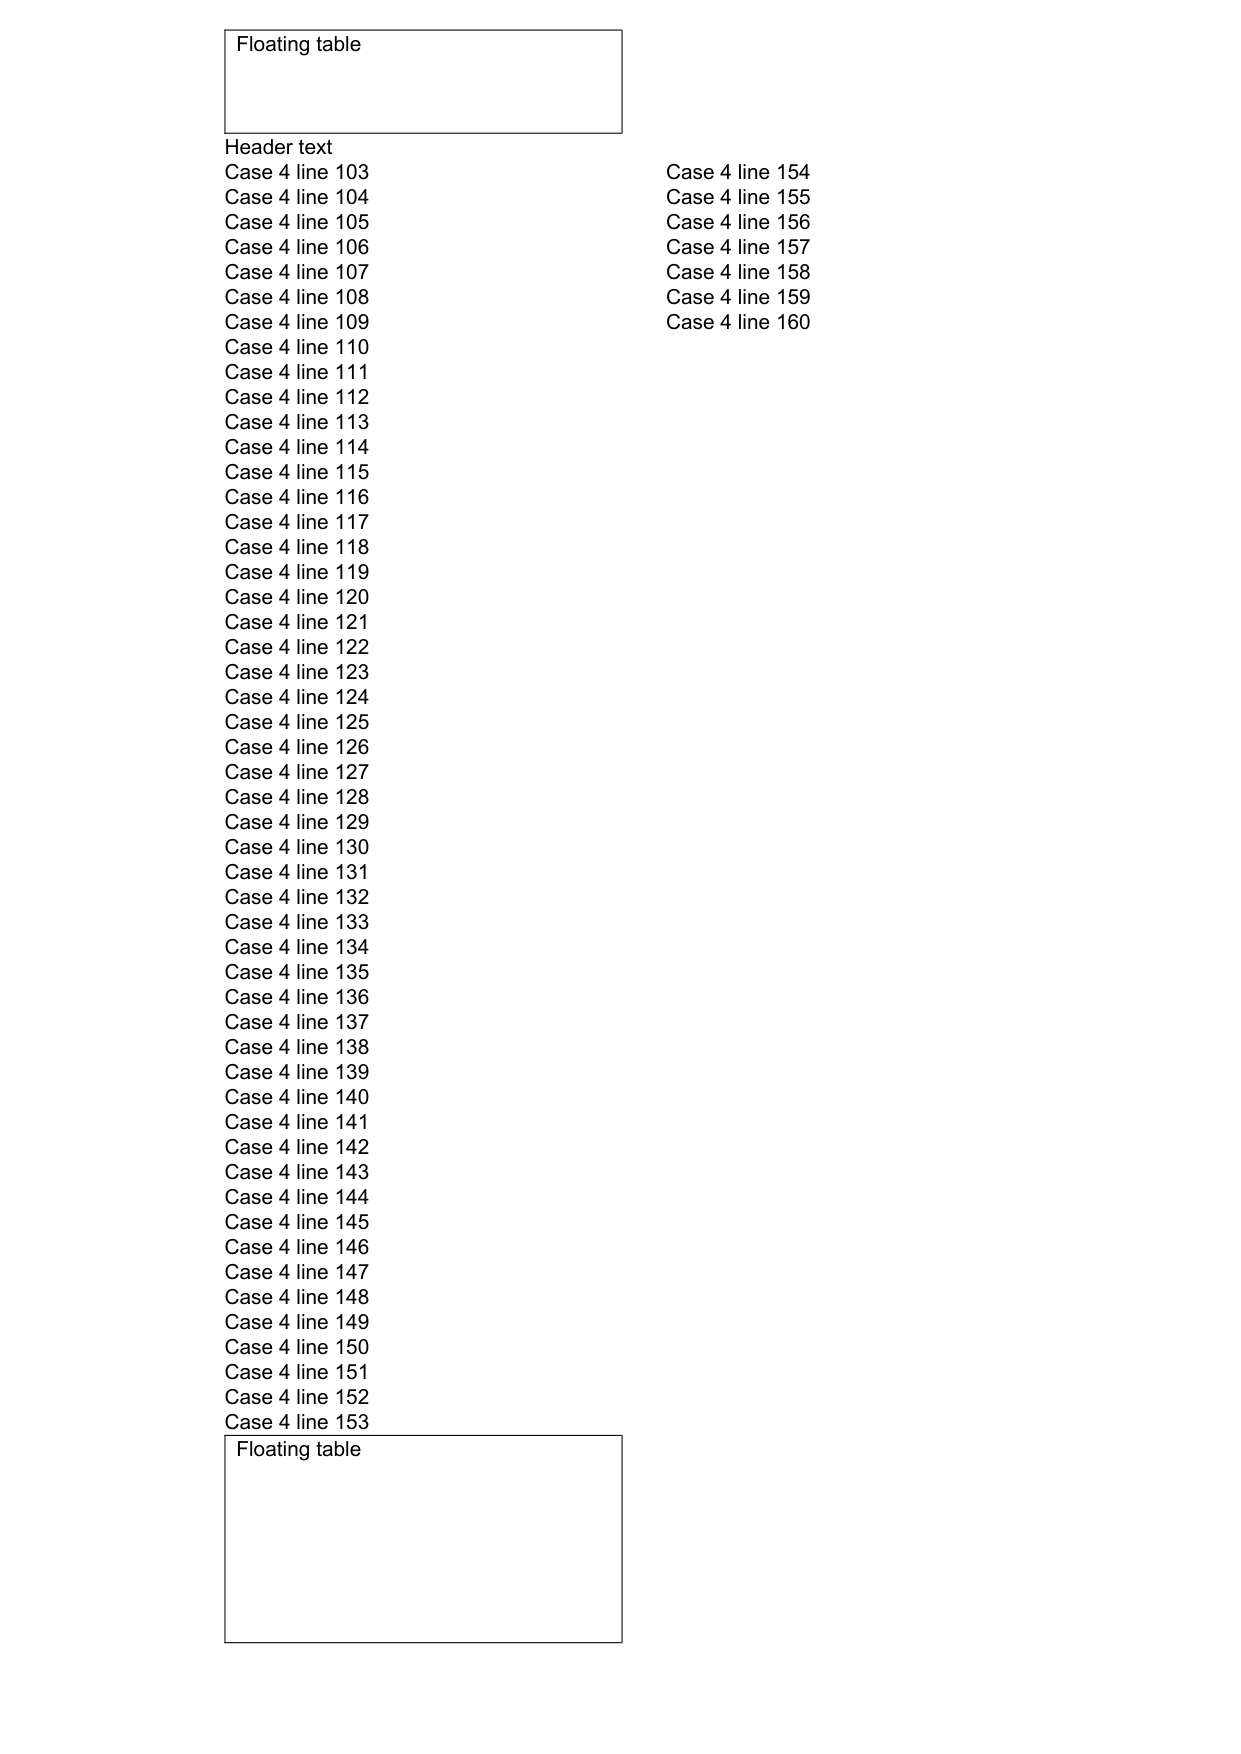 Floating table
Header text
Case 4 line 103
Case 4 line 104
Case 4 line 105
Case 4 line 106
Case 4 line 107
Case 4 line 108
Case 4 line 109
Case 4 line 110
Case 4 line 111
Case 4 line 112
Case 4 line 113
Case 4 line 114
Case 4 line 115
Case 4 line 116
Case 4 line 117
Case 4 line 118
Case 4 line 119
Case 4 line 120
Case 4 line 121
Case 4 line 122
Case 4 line 123
Case 4 line 124
Case 4 line 125
Case 4 line 126
Case 4 line 127
Case 4 line 128
Case 4 line 129
Case 4 line 130
Case 4 line 131
Case 4 line 132
Case 4 line 133
Case 4 line 134
Case 4 line 135
Case 4 line 136
Case 4 line 137
Case 4 line 138
Case 4 line 139
Case 4 line 140
Case 4 line 141
Case 4 line 142
Case 4 line 143
Case 4 line 144
Case 4 line 145
Case 4 line 146
Case 4 line 147
Case 4 line 148
Case 4 line 149
Case 4 line 150
Case 4 line 151
Case 4 line 152
Case 4 line 153
Case 4 line 154
Case 4 line 155
Case 4 line 156
Case 4 line 157
Case 4 line 158
Case 4 line 159
Case 4 line 160
Floating table